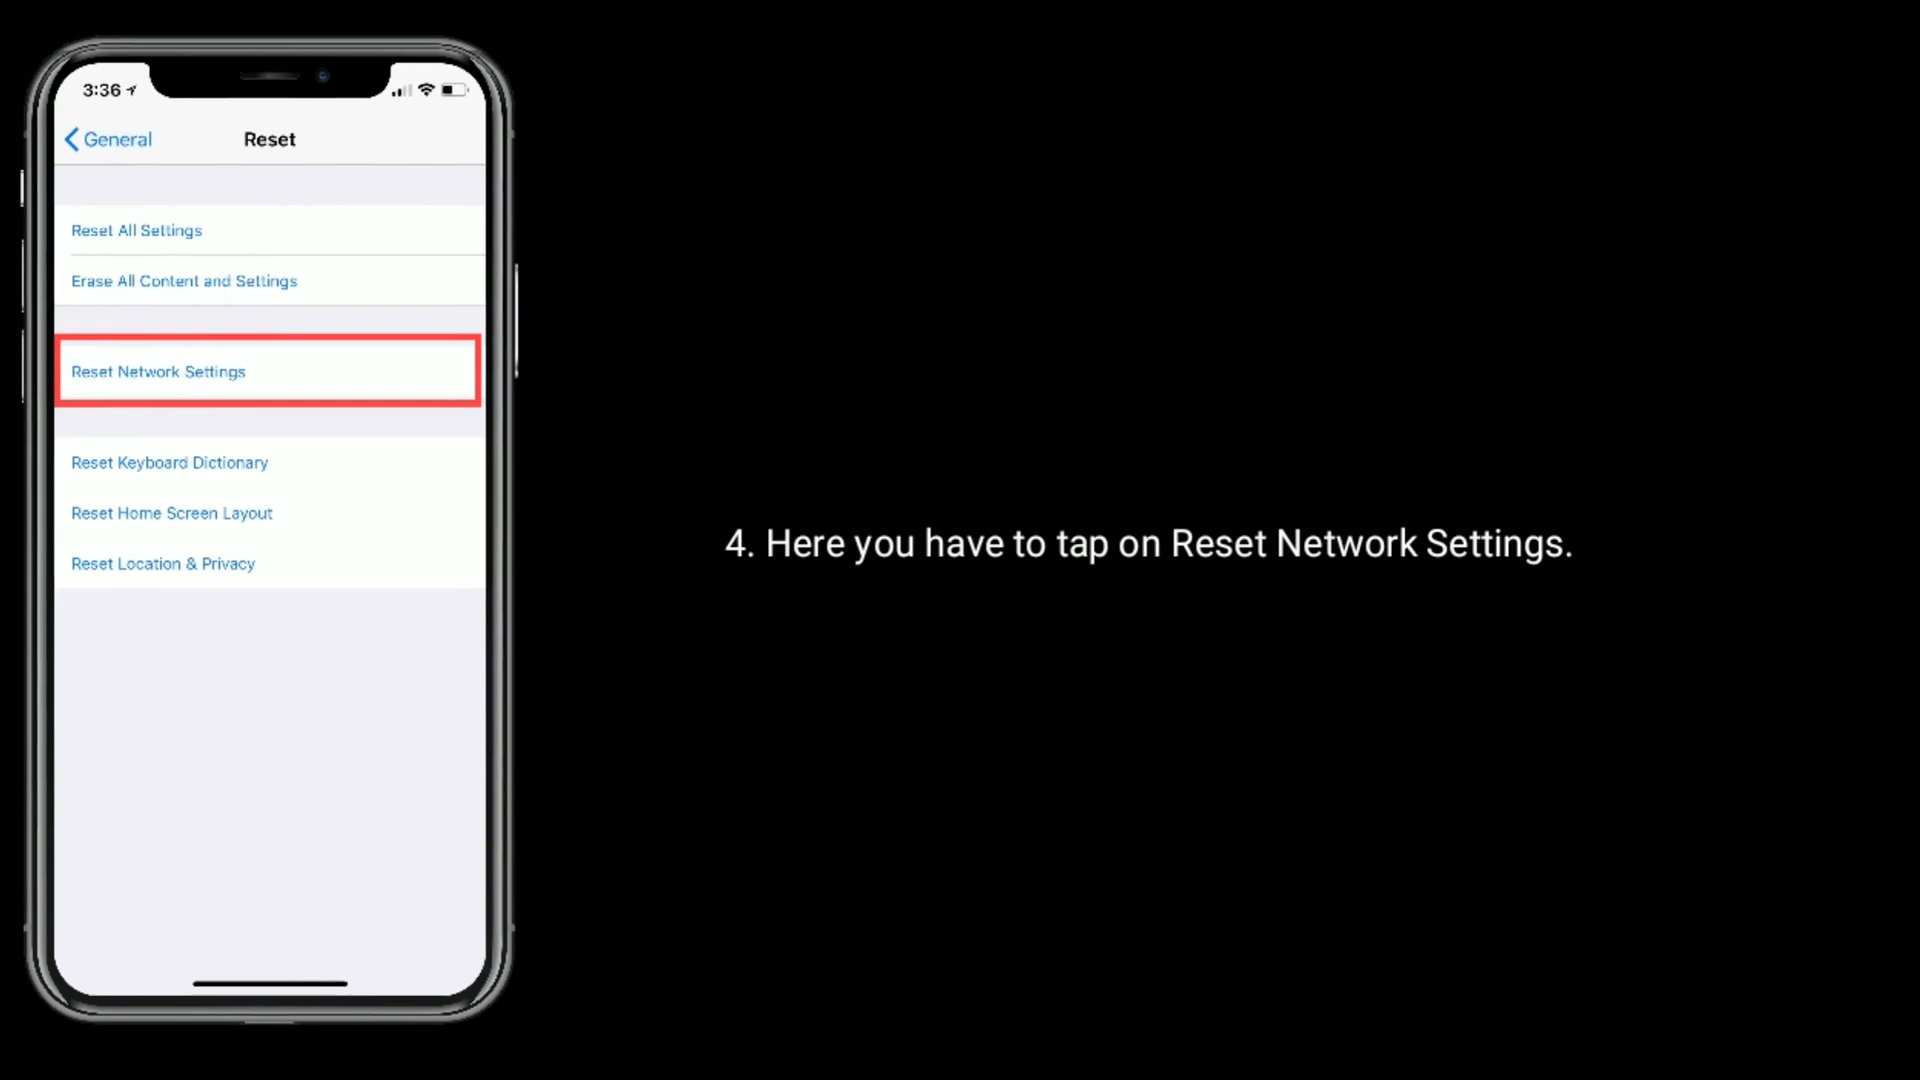 3:36
General
Reset
Reset All Settings
Erase All Content and Settings
Reset Network Settings
Reset Keyboard Dictionary
Reset Home Screen Layout
Reset Location & Privacy
4. Here you have to tap on Reset Network Settings.